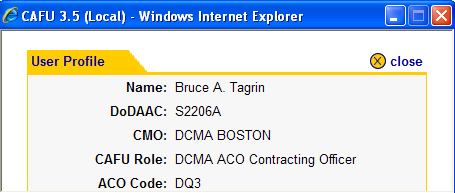 CAFU 3.5 (Local) - Windows Internet Explorer
User Profile close
Name: Bruce A. Tagrin
DoDAAC: S2206A
CMO: DCMA BOSTON
CAFU Role: DCMA ACO Contracting Officer
ACO Code: DQ3